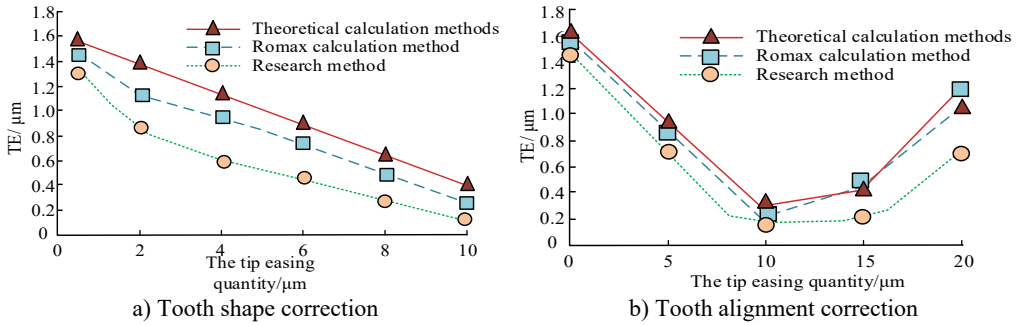 1.8
1.6
1.4
1.2
1.0
0.8
0.6
0.4
0.2
0
TE/ μm
Theoretical calculation methods
Romax calculation method
Research method
0
2
4
6
8
10
The tip easing
quantity/μm
a) Tooth shape correction
1.8
1.6
1.4
1.2
1.0
0.8
0.6
0.4
0.2
0
TE/ μm
Theoretical calculation methods
Romax calculation method
Research method
0
5
10
15
20
The tip easing quantity/μm
b) Tooth alignment correction